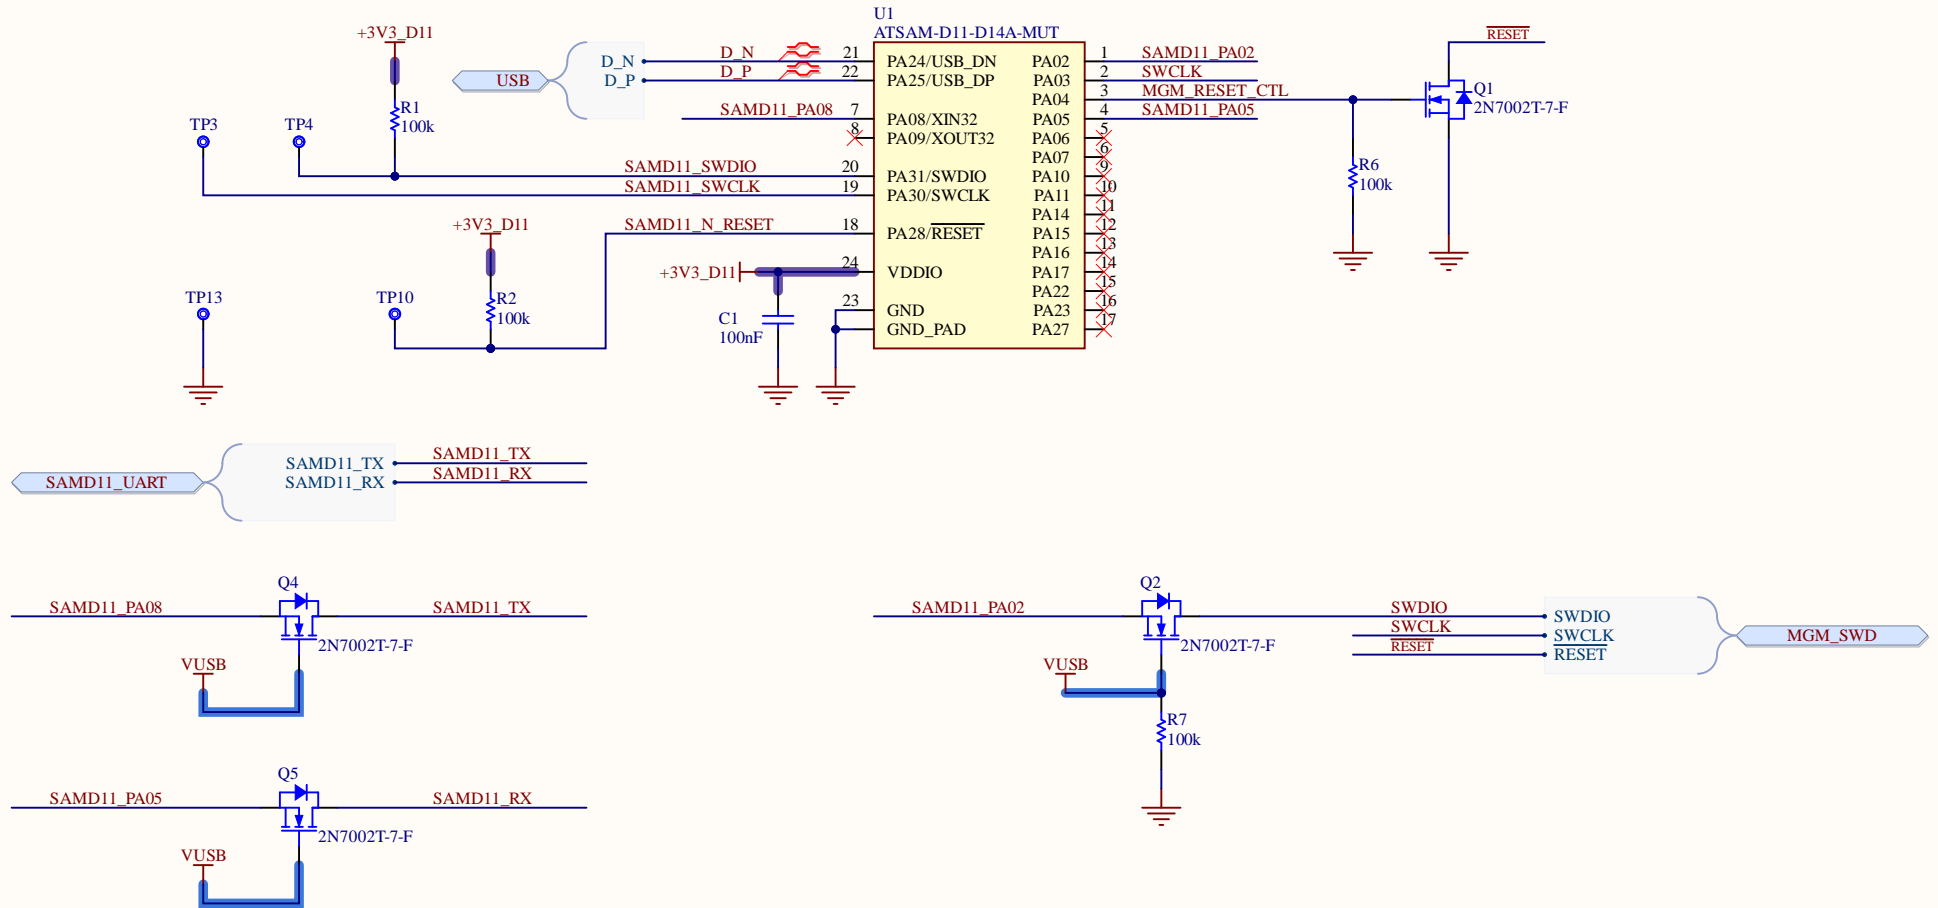 U1
ATSAM-D11-D14A-MUT
+3V3_D11
RESET
USB
D_N
D_P
D_N
D_P
21
22
PA24/USB_DN
PA25/USB_DP
PA02
PA03
PA04
PA05
PA06
PA07
PA10
PA11
PA14
PA15
PA16
PA17
PA22
PA23
PA27
1
2
3
4
5
6
9
10
11
12
13
14
15
16
17
SAMD11_PA02
SWCLK
MGM_RESET_CTL
SAMD11_PA05
Q1
2N7002T-7-F
R1
100k
SAMD11_PA08
7
8
PA08/XIN32
PA09/XOUT32
TP3
TP4
SAMD11_SWDIO
SAMD11_SWCLK
20
19
PA31/SWDIO
PA30/SWCLK
R6
100k
+3V3_D11
SAMD11_N_RESET
18
PA28/RESET
+3V3_D11
24
VDDIO
TP13
TP10
R2
100k
C1
100nF
23
GND
GND_PAD
SAMD11_UART
SAMD11_TX
SAMD11_RX
SAMD11_TX
SAMD11_RX
Q4
SAMD11_PA08
SAMD11_TX
2N7002T-7-F
VUSB
Q2
SAMD11_PA02
2N7002T-7-F
VUSB
R7
100k
SWDIO
SWCLK
RESET
SWDIO
SWCLK
RESET
MGM_SWD
Q5
SAMD11_PA05
SAMD11_RX
2N7002T-7-F
VUSB